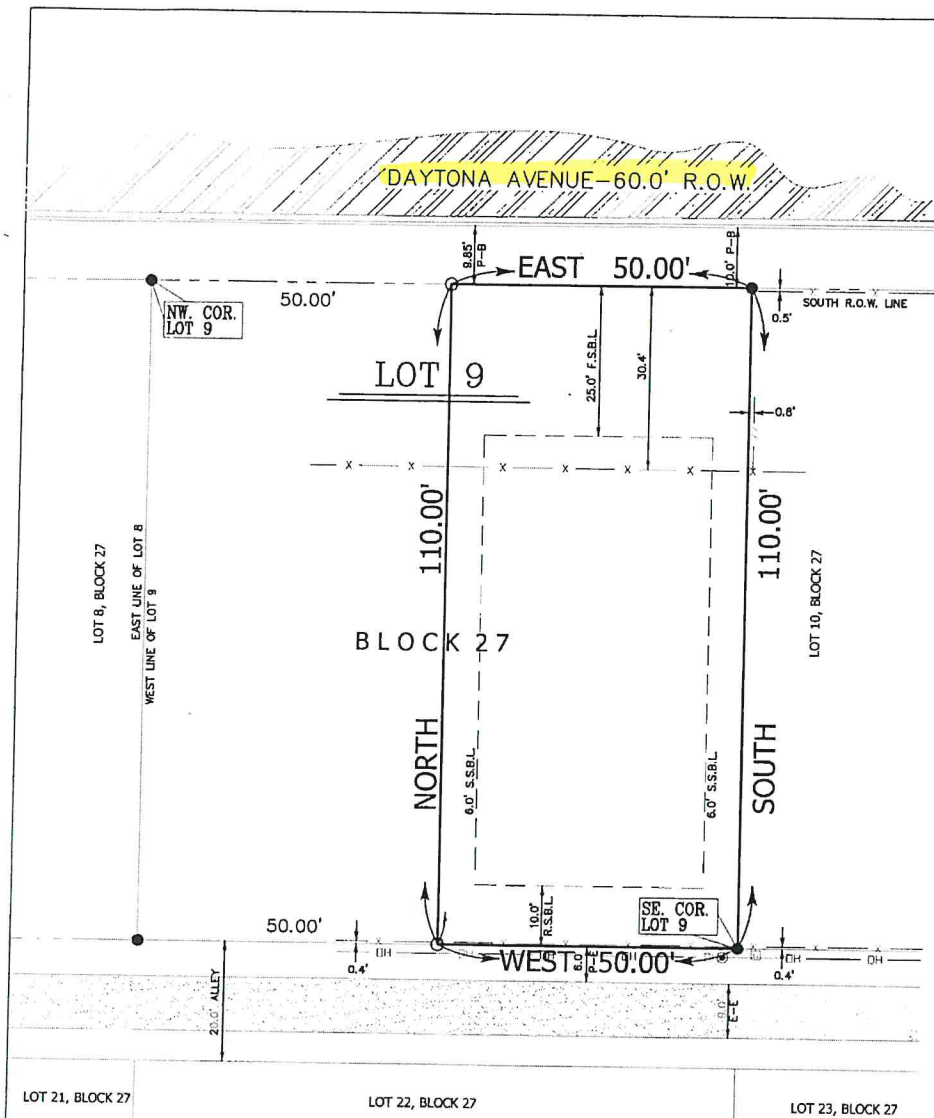 DAYTONA AVENUE-60.0' R.O.W.
9.85'
P-B
10.0' P-B
EAST 50.00'
50.00'
NW. COR.
LOT 9
X X
SOUTH R.O.W. LINE
0.5'
LOT 9
25.0' F.S.B.L.
30.4'
0.6'
X X X X X X X
110.00'
110.00'
LOT 8, BLOCK 27
EAST LINE OF LOT 8
WEST LINE OF LOT 9
LOT 10, BLOCK 27
BLOCK 27
NORTH
SOUTH
6.0' S.S.B.L.
6.0' S.S.B.L.
10.0'
R.S.B.L.
SE. COR.
LOT 9
50.00'
0.4'
OH OH OH
WEST 50.00'
6.0'
P-E
0.4'
20.0' ALLEY
9.0'
E-E
LOT 21, BLOCK 27
LOT 22, BLOCK 27
LOT 23, BLOCK 27